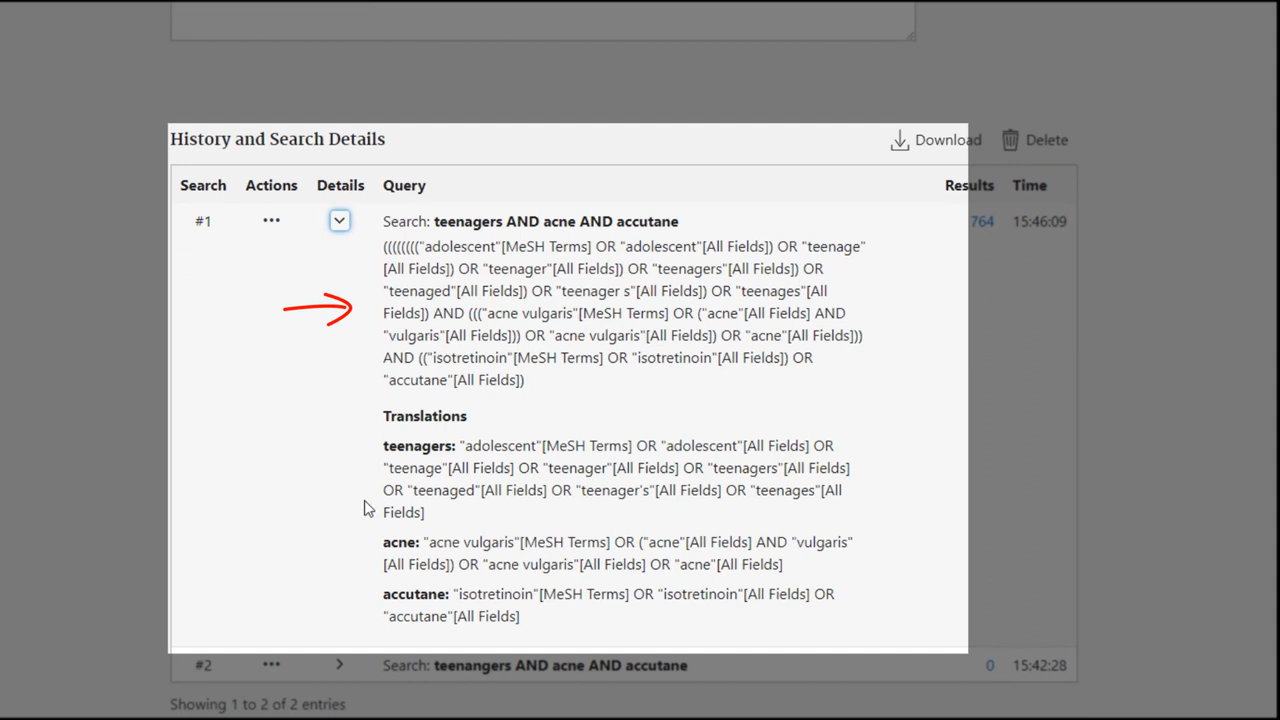 History and Search Details
Download
Delete
Search Actions Details Query Results Time
#1 ••• Search: teenagers AND acne AND accutane 764 15:46:09
(((((((("adolescent"[MeSH Terms] OR "adolescent"[All Fields]) OR "teenage"
[All Fields]) OR "teenager"[All Fields]) OR "teenagers"[All Fields]) OR
"teenaged"[All Fields]) OR "teenager s"[All Fields]) OR "teenages"[All
Fields]) AND ((("acne vulgaris"[MeSH Terms] OR ("acne"[All Fields] AND
"vulgaris"[All Fields])) OR "acne vulgaris"[All Fields]) OR "acne"[All Fields]))
AND (("isotretinoin"[MeSH Terms] OR "isotretinoin"[All Fields]) OR
"accutane"[All Fields])
Translations
teenagers: "adolescent"[MeSH Terms] OR "adolescent"[All Fields] OR
"teenage"[All Fields] OR "teenager"[All Fields] OR "teenagers"[All Fields]
OR "teenaged"[All Fields] OR "teenager's"[All Fields] OR "teenages"[All
Fields]
acne: "acne vulgaris"[MeSH Terms] OR ("acne"[All Fields] AND "vulgaris"
[All Fields]) OR "acne vulgaris"[All Fields] OR "acne"[All Fields]
accutane: "isotretinoin"[MeSH Terms] OR "isotretinoin"[All Fields] OR
"accutane"[All Fields]
#2 ••• Search: teenangers AND acne AND accutane 0 15:42:28
Showing 1 to 2 of 2 entries